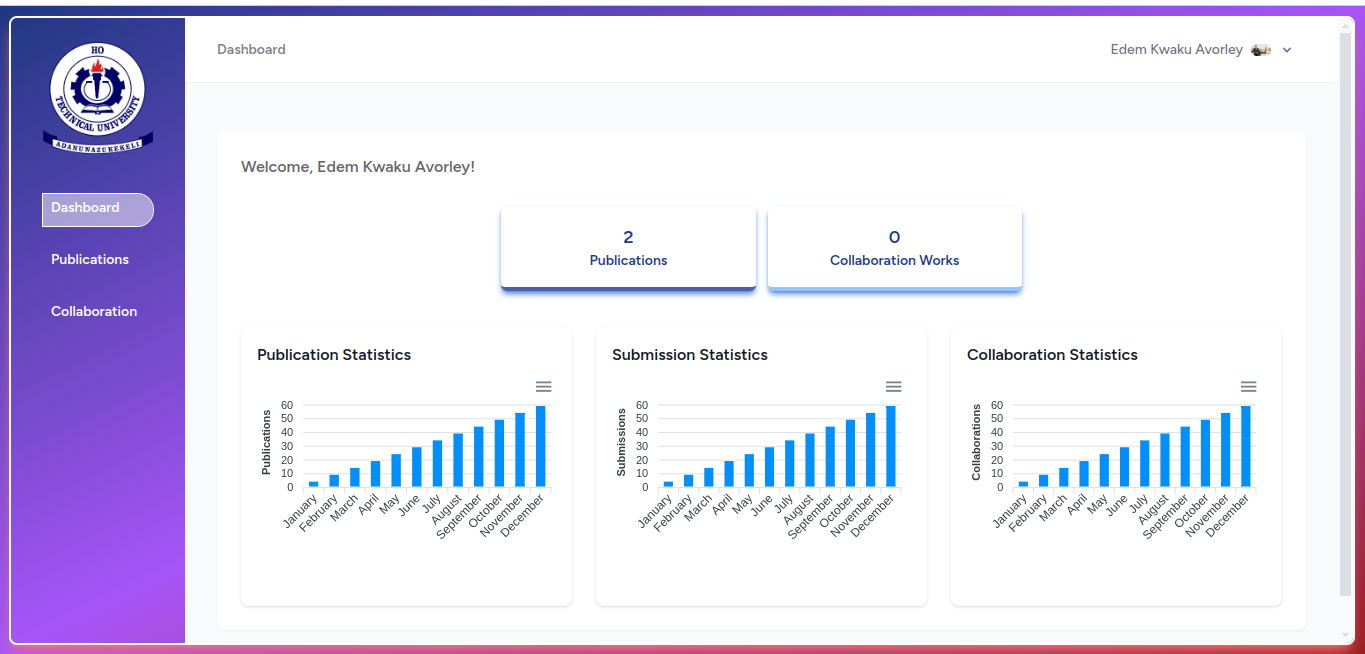 HO
TECHNICAL UNIVERSITY
ADANUNAZUKEKELI
Dashboard
Publications
Collaboration
Dashboard
Edem Kwaku Avorley
Welcome, Edem Kwaku Avorley!
2
Publications
0
Collaboration Works
Publication Statistics
Publications
60
50
40
30
20
10
0
January
February
March
April
May
June
July
August
September
October
November
December
Submission Statistics
Submissions
60
50
40
30
20
10
0
January
February
March
April
May
June
July
August
September
October
November
December
Collaboration Statistics
Collaborations
60
50
40
30
20
10
0
January
February
March
April
May
June
July
August
September
October
November
December